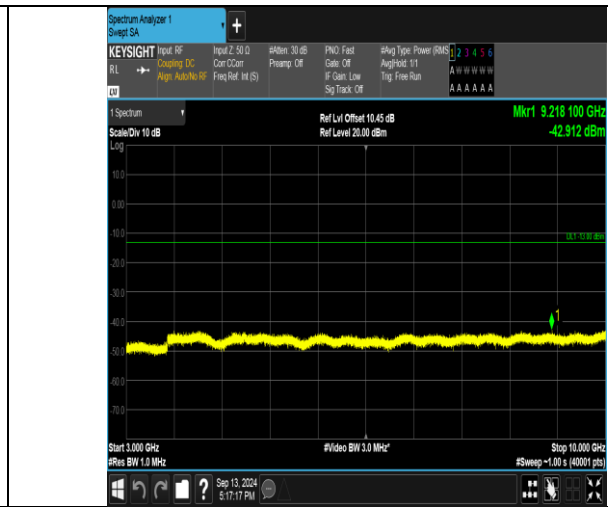 Spectrum Analyzer 1
Swept SA
+
KEYSIGHT
RL
Input: RF
Coupling: DC
Align: Auto/No RF
Input Z: 50 Ω
Corr CCorr
Freq Ref: Int (S)
#Atten: 30 dB
Preamp: Off
PNO: Fast
Gate: Off
IF Gain: Low
Sig Track: Off
#Avg Type: Power (RMS
Avg|Hold: 1/1
Trig: Free Run
1 2 3 4 5 6
A W W W W W
A A A A A A
LXI
1 Spectrum
Scale/Div 10 dB
Ref Lvl Offset 10.45 dB
Ref Level 20.00 dBm
Mkr1 9.218 100 GHz
-42.912 dBm
Log
10.0
0.00
-10.0
DL1 -13.00 dBm
-20.0
-30.0
-40.0
1
-50.0
-60.0
-70.0
Start 3.000 GHz
#Video BW 3.0 MHz*
Stop 10.000 GHz
#Res BW 1.0 MHz
#Sweep ~1.00 s (40001 pts)
?
Sep 13, 2024
5:17:17 PM